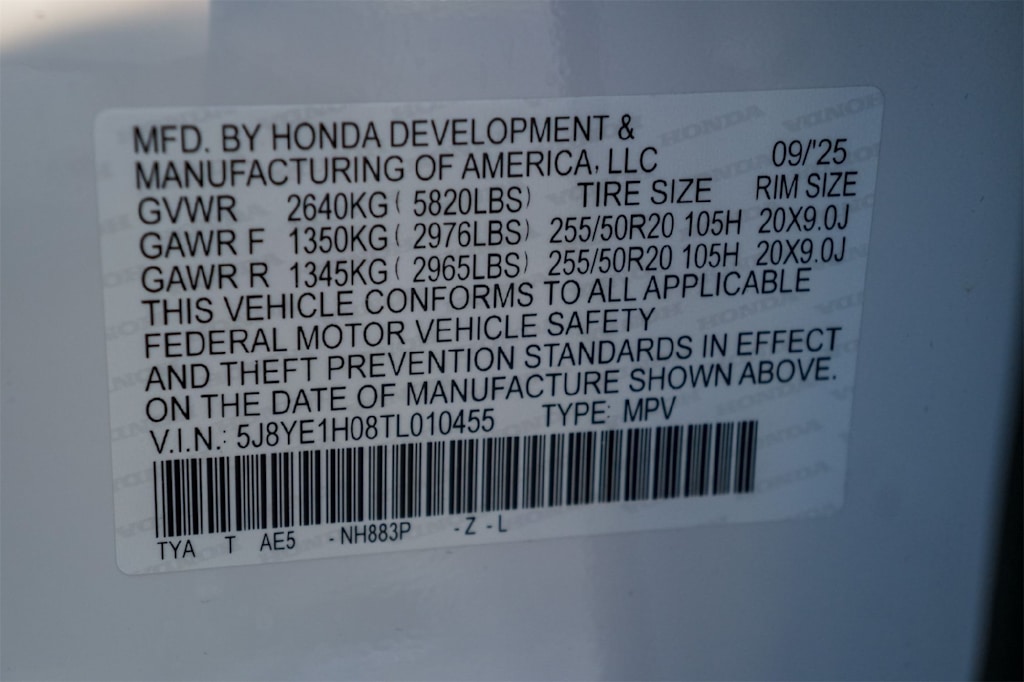 MFD. BY HONDA DEVELOPMENT &
MANUFACTURING OF AMERICA, LLC 09/'25
GVWR 2640KG ( 5820LBS) TIRE SIZE RIM SIZE
GAWR F 1350KG ( 2976LBS) 255/50R20 105H 20X9.0J
GAWR R 1345KG ( 2965LBS) 255/50R20 105H 20X9.0J
THIS VEHICLE CONFORMS TO ALL APPLICABLE
FEDERAL MOTOR VEHICLE SAFETY
AND THEFT PREVENTION STANDARDS IN EFFECT
ON THE DATE OF MANUFACTURE SHOWN ABOVE.
V.I.N.: 5J8YE1H08TL010455 TYPE: MPV
TYA T AE5 -NH883P -Z-L